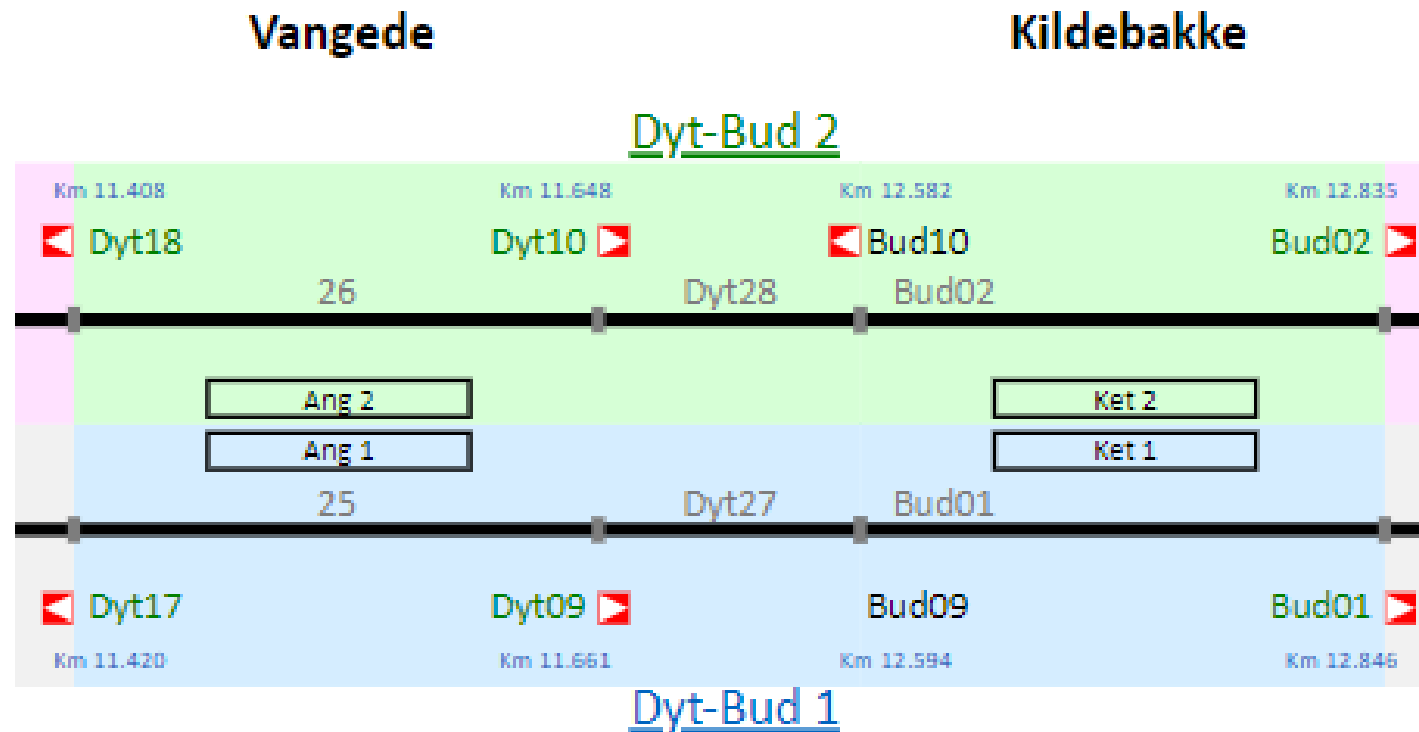 Vangede Kildebakke
Dyt-Bud 2
Km 11.408 Km 11.648 Km 12.582 Km 12.835
Dyt18 Dyt10 Bud10 Bud02
26 Dyt28 Bud02
Ang 2 Ket 2
Ang 1 Ket 1
25 Dyt27 Bud01
Dyt17 Dyt09 Bud09 Bud01
Km 11.420 Km 11.661 Km 12.594 Km 12.846
Dyt-Bud 1